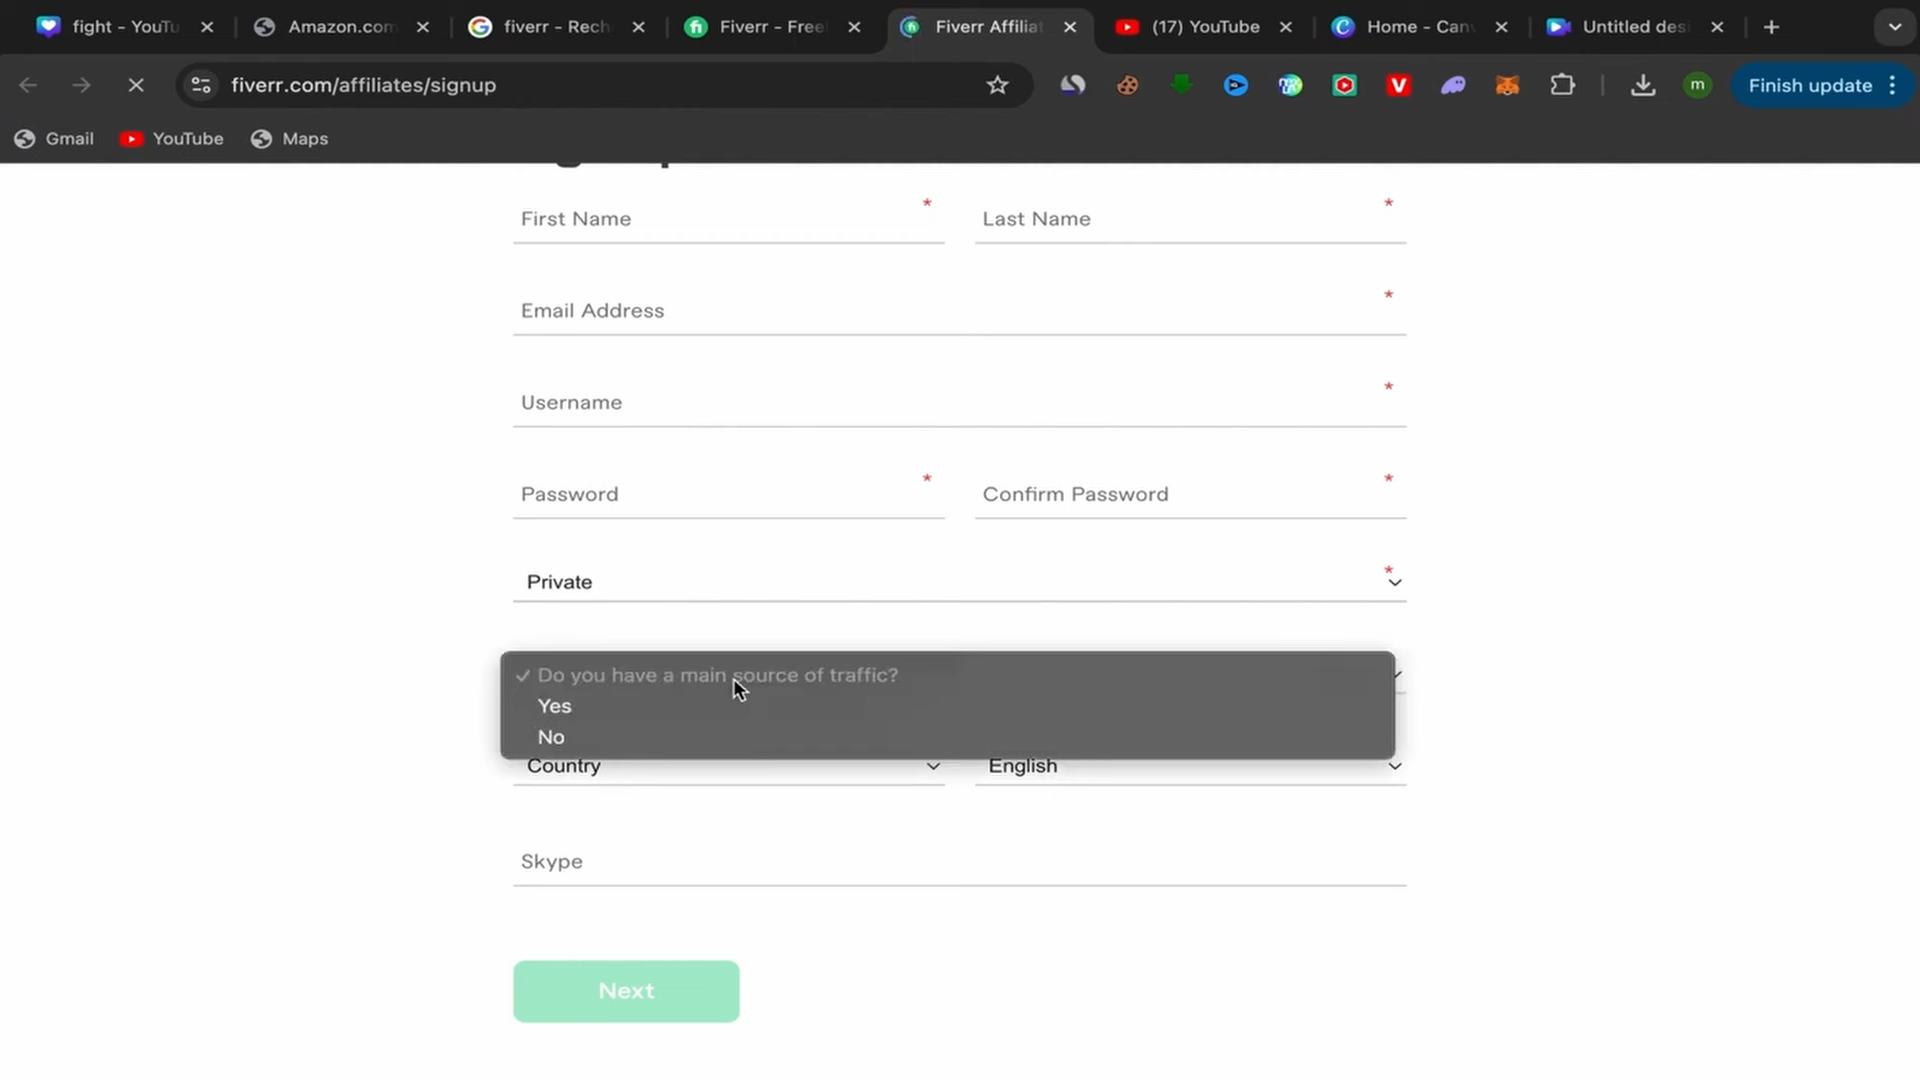 fight - YouTu
Amazon.com
fiverr - Rech
Fiverr - Free
Fiverr Affiliat
(17) YouTube
Home - Can
Untitled des
fiverr.com/affiliates/signup
m
Finish update
Gmail
YouTube
Maps
First Name *
Last Name *
Email Address *
Username *
Password *
Confirm Password *
Private *
✓ Do you have a main source of traffic?
Yes
No
Country
English
Skype
Next